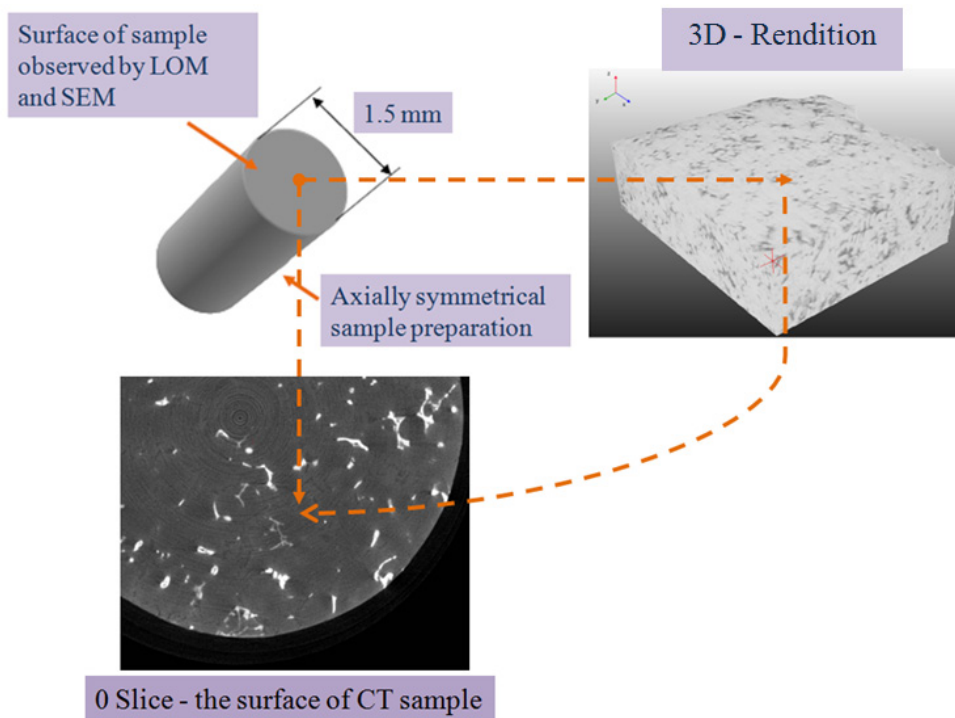 Surface of sample
observed by LOM
and SEM
1.5 mm
3D - Rendition
Axially symmetrical
sample preparation
0 Slice - the surface of CT sample